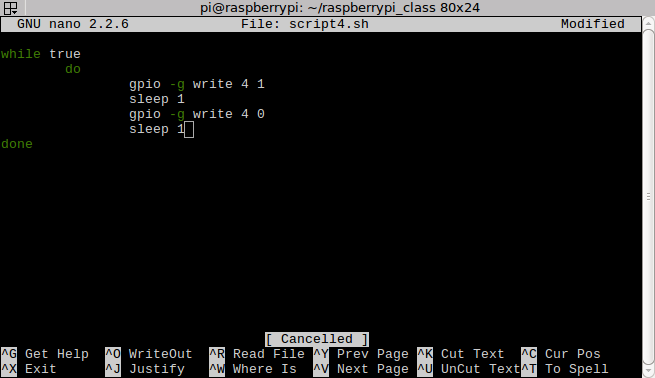 pi@raspberrypi: ~/raspberrypi_class 80x24
GNU nano 2.2.6 File: script4.sh Modified
while true
do
gpio -g write 4 1
sleep 1
gpio -g write 4 0
sleep 1
done
[ Cancelled ]
^G Get Help ^O WriteOut ^R Read File ^Y Prev Page ^K Cut Text ^C Cur Pos
^X Exit ^J Justify ^W Where Is ^V Next Page ^U UnCut Text ^T To Spell